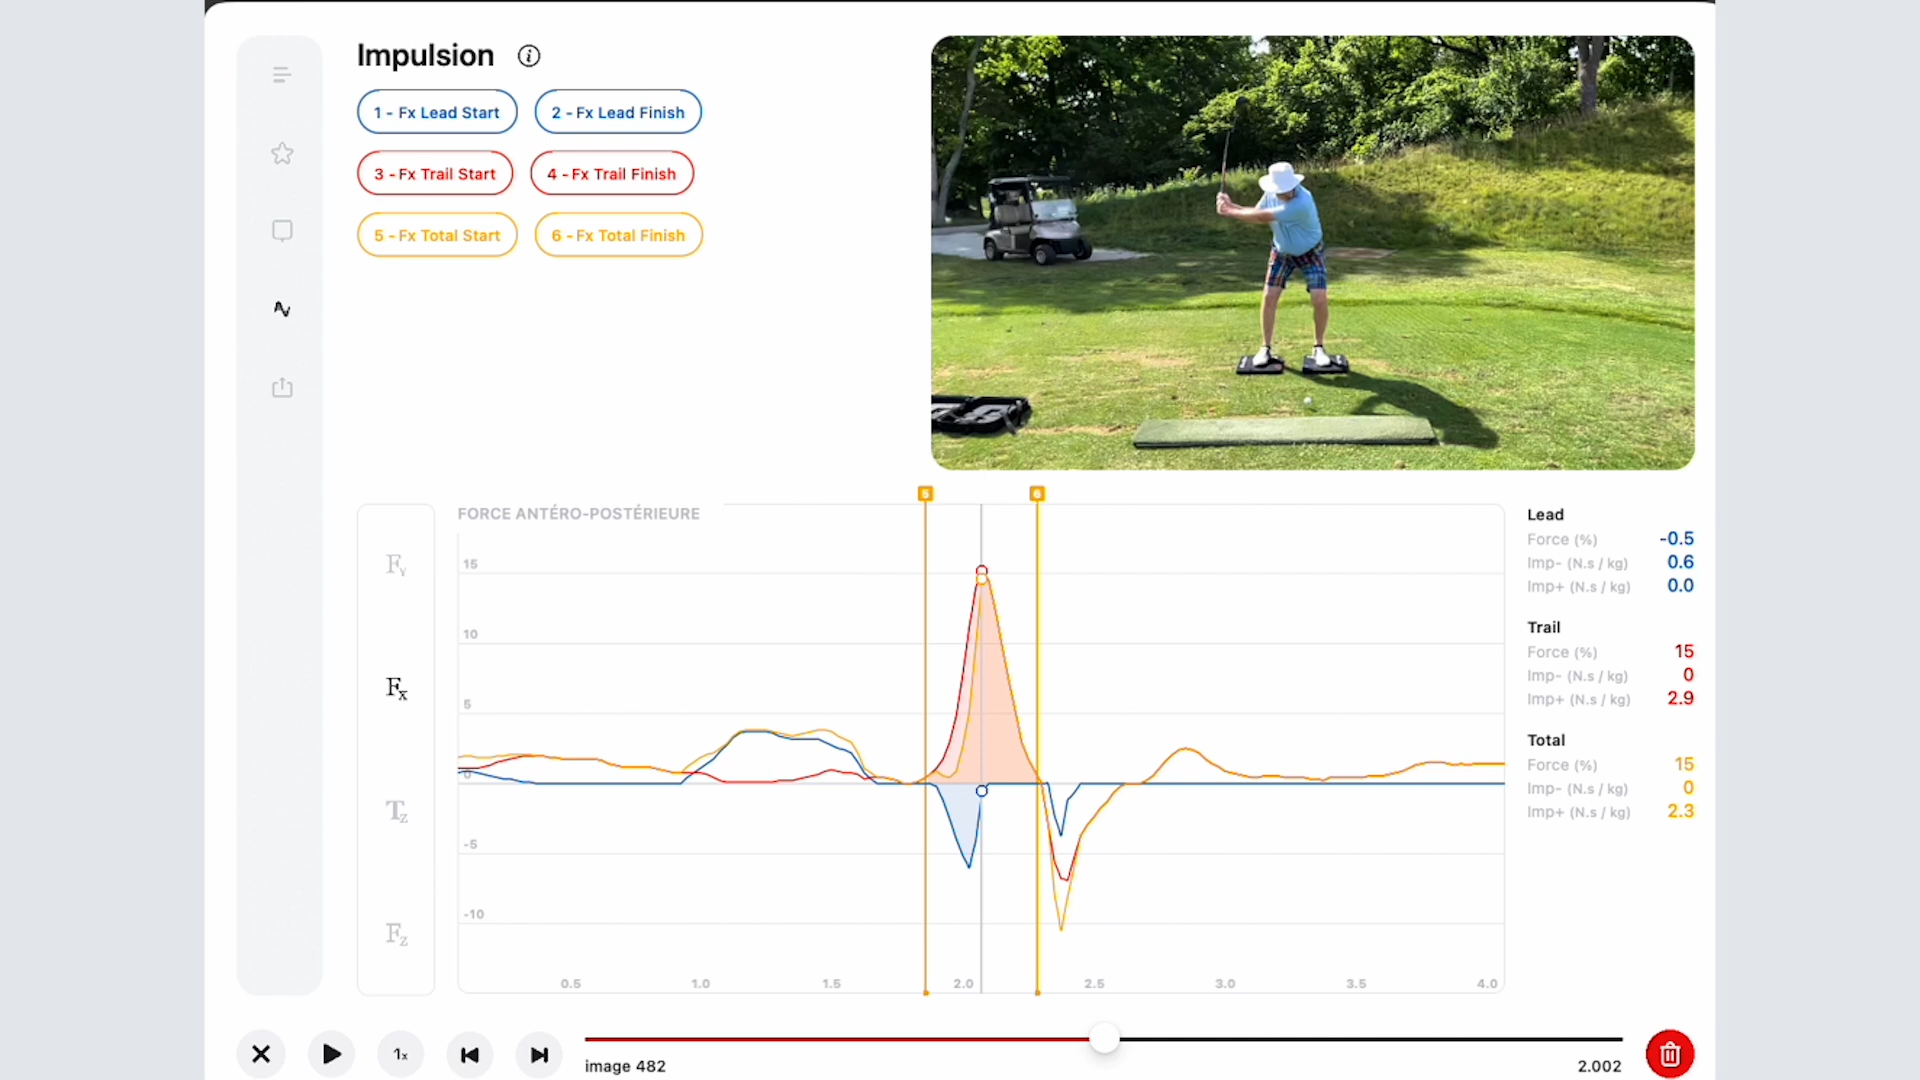 Impulsion
1 - Fx Lead Start
2 - Fx Lead Finish
3 - Fx Trail Start
4 - Fx Trail Finish
5 - Fx Total Start
6 - Fx Total Finish
5
6
FORCE ANTÉRO-POSTÉRIEURE
Fy
Fx
Tz
Fz
15
10
5
0
-5
-10
0.5
1.0
1.5
2.0
2.5
3.0
3.5
4.0
Lead
Force (%) -0.5
Imp- (N.s / kg) 0.6
Imp+ (N.s / kg) 0.0
Trail
Force (%) 15
Imp- (N.s / kg) 0
Imp+ (N.s / kg) 2.9
Total
Force (%) 15
Imp- (N.s / kg) 0
Imp+ (N.s / kg) 2.3
1x
image 482
2.002